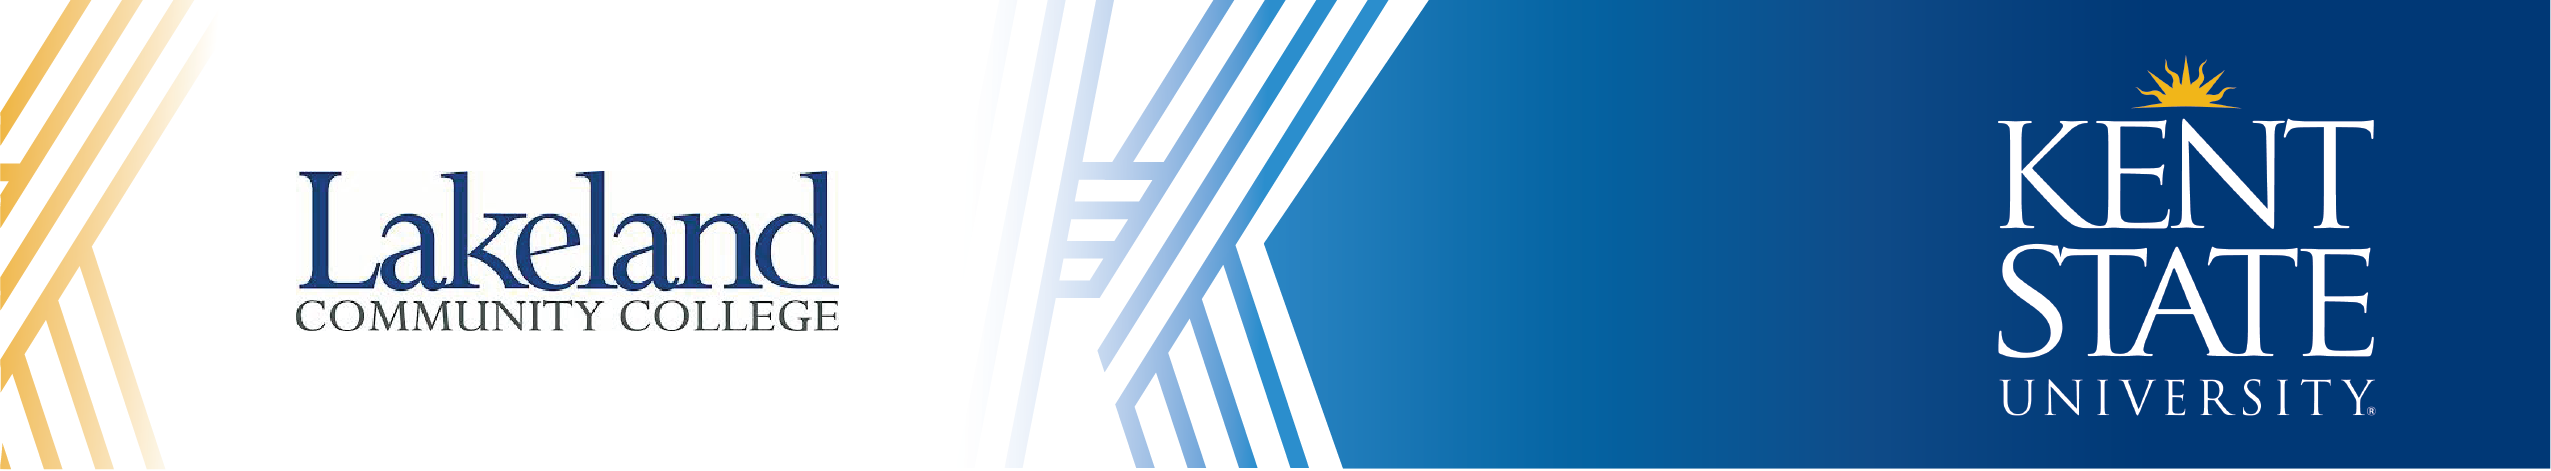 Lakeland
COMMUNITY COLLEGE
KENT
STATE
UNIVERSITY®